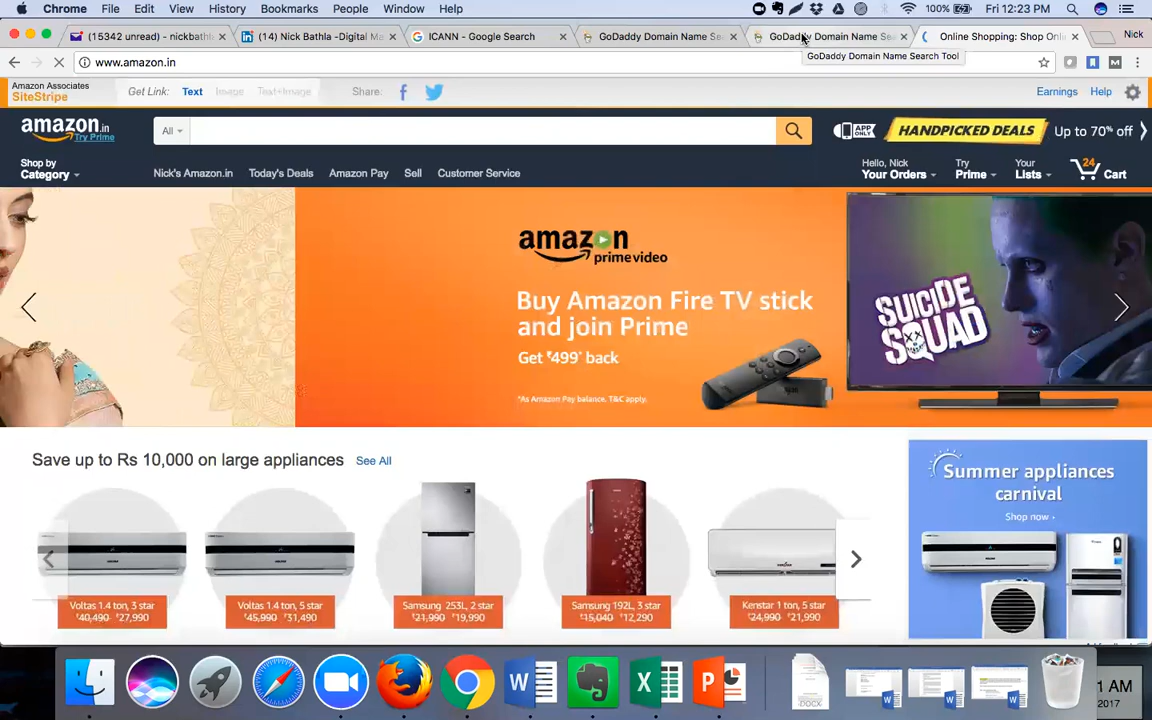 Chrome File Edit View History Bookmarks People Window Help 100% Fri 12:23 PM
(15342 unread) - nickbathl
(14) Nick Bathla -Digital Ma
ICANN - Google Search
GoDaddy Domain Name Se
GoDaddy Domain Name Sea
Online Shopping: Shop Onli
Nick
www.amazon.in
GoDaddy Domain Name Search Tool
Amazon Associates
SiteStripe
Get Link: Text Image Text+Image Share: Earnings Help
amazon.in
Try Prime
All
APP ONLY
HANDPICKED DEALS Up to 70% off
Shop by
Category
Nick's Amazon.in Today's Deals Amazon Pay Sell Customer Service
Hello, Nick
Your Orders
Try
Prime
Your
Lists
24
Cart
amazon
prime video
Buy Amazon Fire TV stick
and join Prime
Get ₹499* back
*As Amazon Pay balance. T&C apply.
SUICIDE
SQUAD
Save up to Rs 10,000 on large appliances See All
Voltas 1.4 ton, 3 star
₹40,490 ₹27,990
Voltas 1.4 ton, 5 star
₹45,990 ₹31,490
Samsung 253L, 2 star
₹21,990 ₹19,990
Samsung 192L, 3 star
₹15,040 ₹12,290
Kenstar 1 ton, 5 star
₹24,990 ₹21,990
Summer appliances
carnival
Shop now ›
W
X
P
DOCX
W
W
W
1 AM
2017